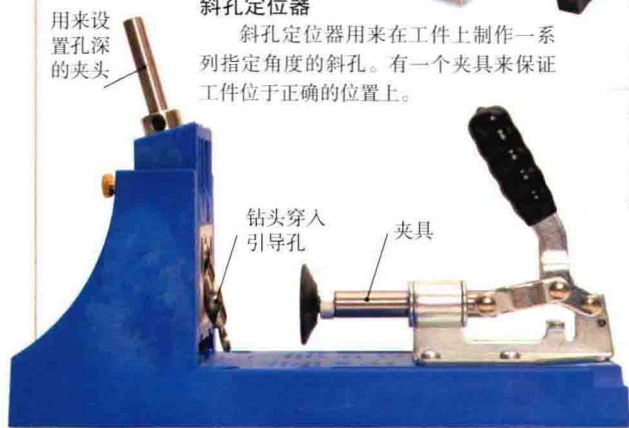 斜孔定位器
斜孔定位器用来在工件上制作一系
列指定角度的斜孔。有一个夹具来保证
工件位于正确的位置上。
用来设
置孔深
的夹头
钻头穿入
引导孔
夹具